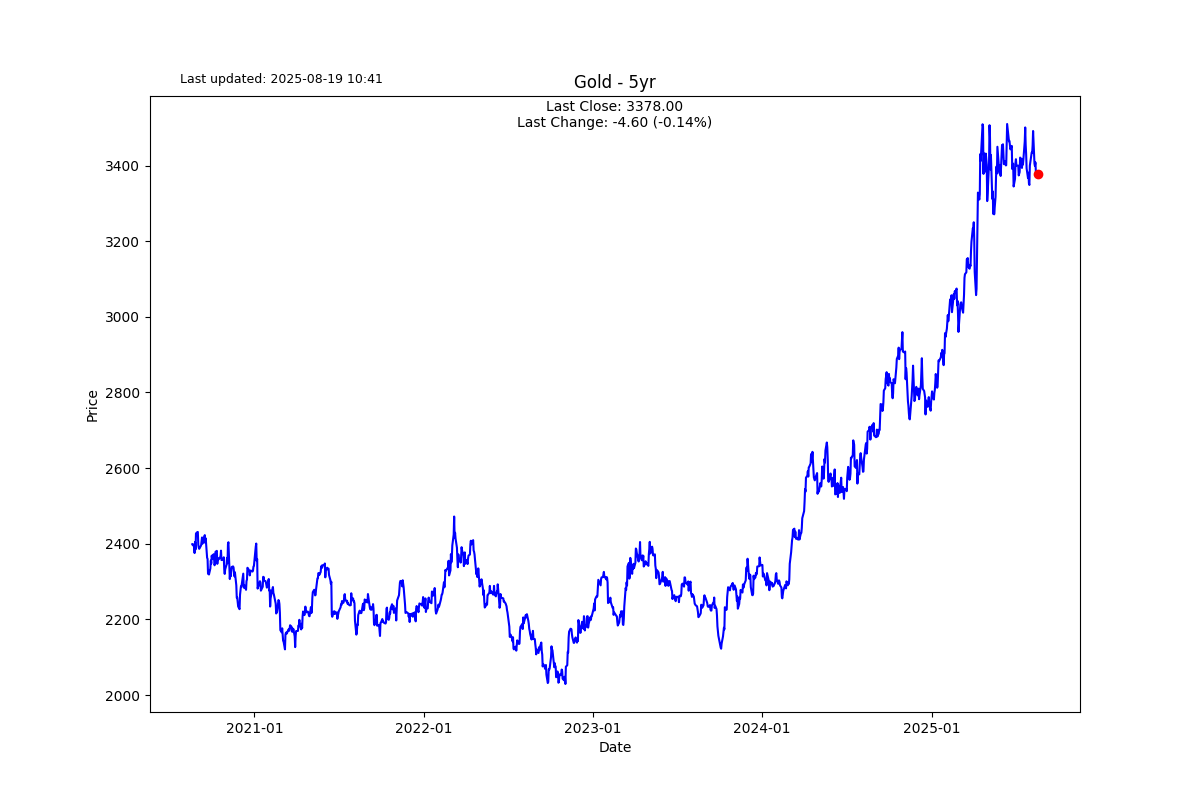 Last updated: 2025-08-19 10:41
Gold - 5yr
Last Close: 3378.00
Last Change: -4.60 (-0.14%)
Price
3400
3200
3000
2800
2600
2400
2200
2000
2021-01 2022-01 2023-01 2024-01 2025-01
Date